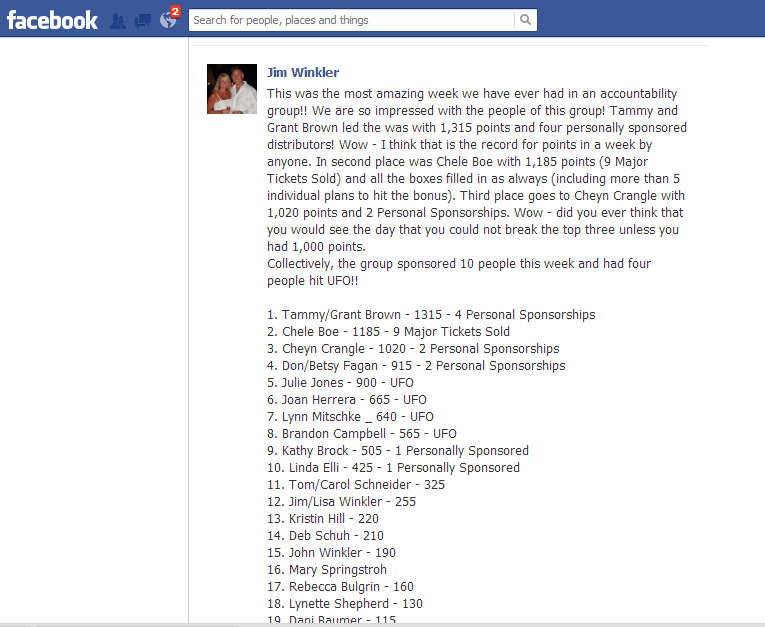 facebook
2
Search for people, places and things
Jim Winkler
This was the most amazing week we have ever had in an accountability
group!! We are so impressed with the people of this group! Tammy and
Grant Brown led the was with 1,315 points and four personally sponsored
distributors! Wow - I think that is the record for points in a week by
anyone. In second place was Chele Boe with 1,185 points (9 Major
Tickets Sold) and all the boxes filled in as always (including more than 5
individual plans to hit the bonus). Third place goes to Cheyn Crangle with
1,020 points and 2 Personal Sponsorships. Wow - did you ever think that
you would see the day that you could not break the top three unless you
had 1,000 points.
Collectively, the group sponsored 10 people this week and had four
people hit UFO!!
1. Tammy/Grant Brown - 1315 - 4 Personal Sponsorships
2. Chele Boe - 1185 - 9 Major Tickets Sold
3. Cheyn Crangle - 1020 - 2 Personal Sponsorships
4. Don/Betsy Fagan - 915 - 2 Personal Sponsorships
5. Julie Jones - 900 - UFO
6. Joan Herrera - 665 - UFO
7. Lynn Mitschke _ 640 - UFO
8. Brandon Campbell - 565 - UFO
9. Kathy Brock - 505 - 1 Personally Sponsored
10. Linda Elli - 425 - 1 Personally Sponsored
11. Tom/Carol Schneider - 325
12. Jim/Lisa Winkler - 255
13. Kristin Hill - 220
14. Deb Schuh - 210
15. John Winkler - 190
16. Mary Springstroh
17. Rebecca Bulgrin - 160
18. Lynette Shepherd - 130
19. Dani Baumer - 115